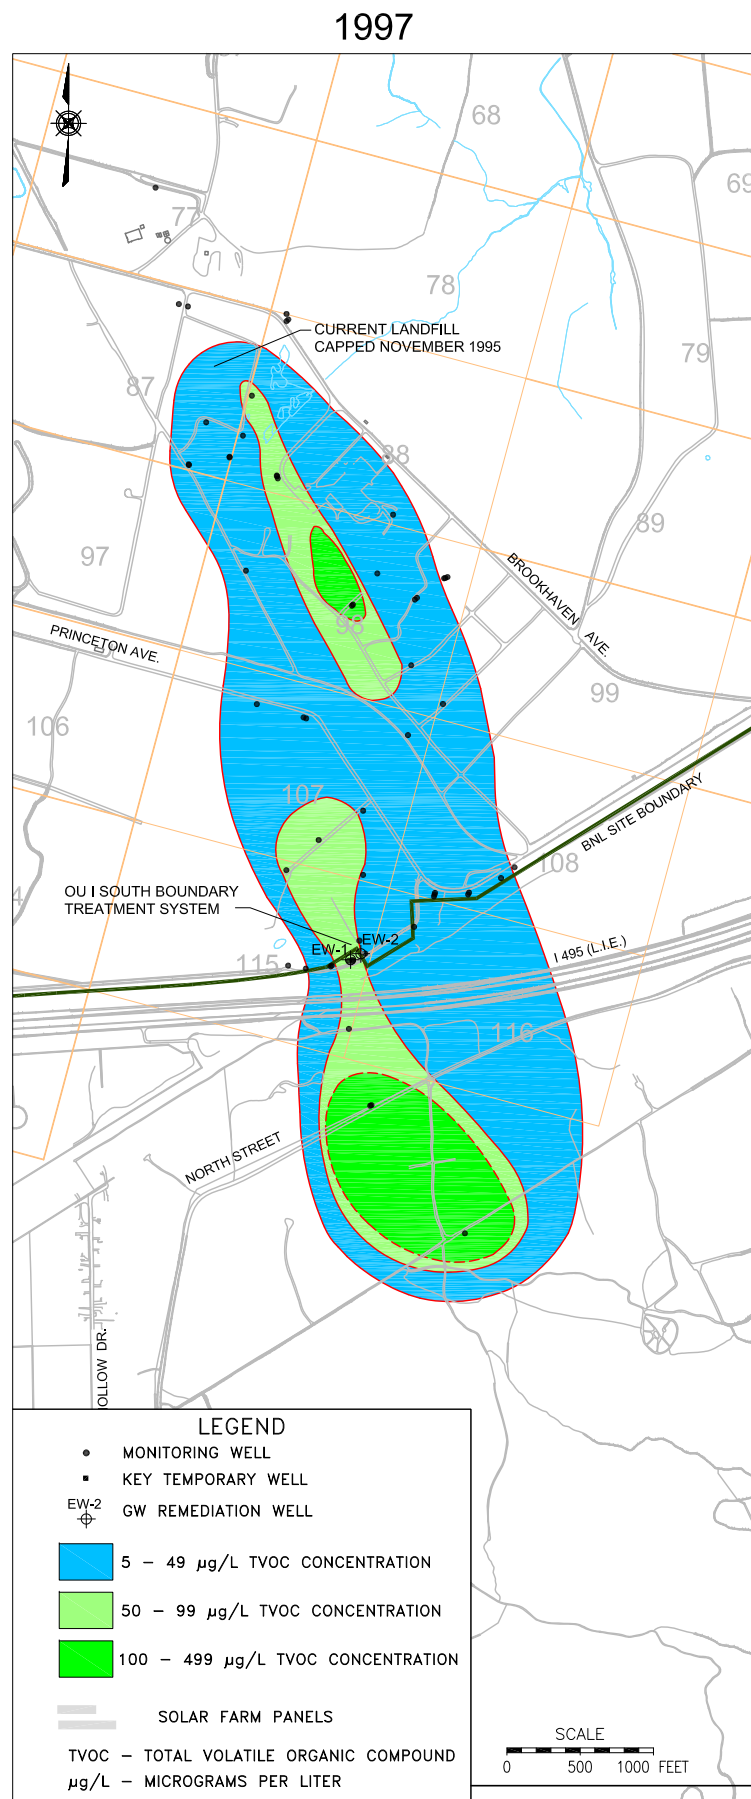 1997
68
69
77
78
CURRENT LANDFILL
CAPPED NOVEMBER 1995
79
87
88
89
97
BROOKHAVEN AVE.
98
PRINCETON AVE.
99
106
107
BNL SITE BOUNDARY
108
OU I SOUTH BOUNDARY
TREATMENT SYSTEM
EW-2
EW-1
I 495 (L.I.E.)
115
116
NORTH STREET
OLLOW DR.
LEGEND
MONITORING WELL
KEY TEMPORARY WELL
EW-2
GW REMEDIATION WELL
5 – 49 µg/L TVOC CONCENTRATION
50 – 99 µg/L TVOC CONCENTRATION
100 – 499 µg/L TVOC CONCENTRATION
SOLAR FARM PANELS
TVOC – TOTAL VOLATILE ORGANIC COMPOUND
µg/L – MICROGRAMS PER LITER
SCALE
0 500 1000 FEET